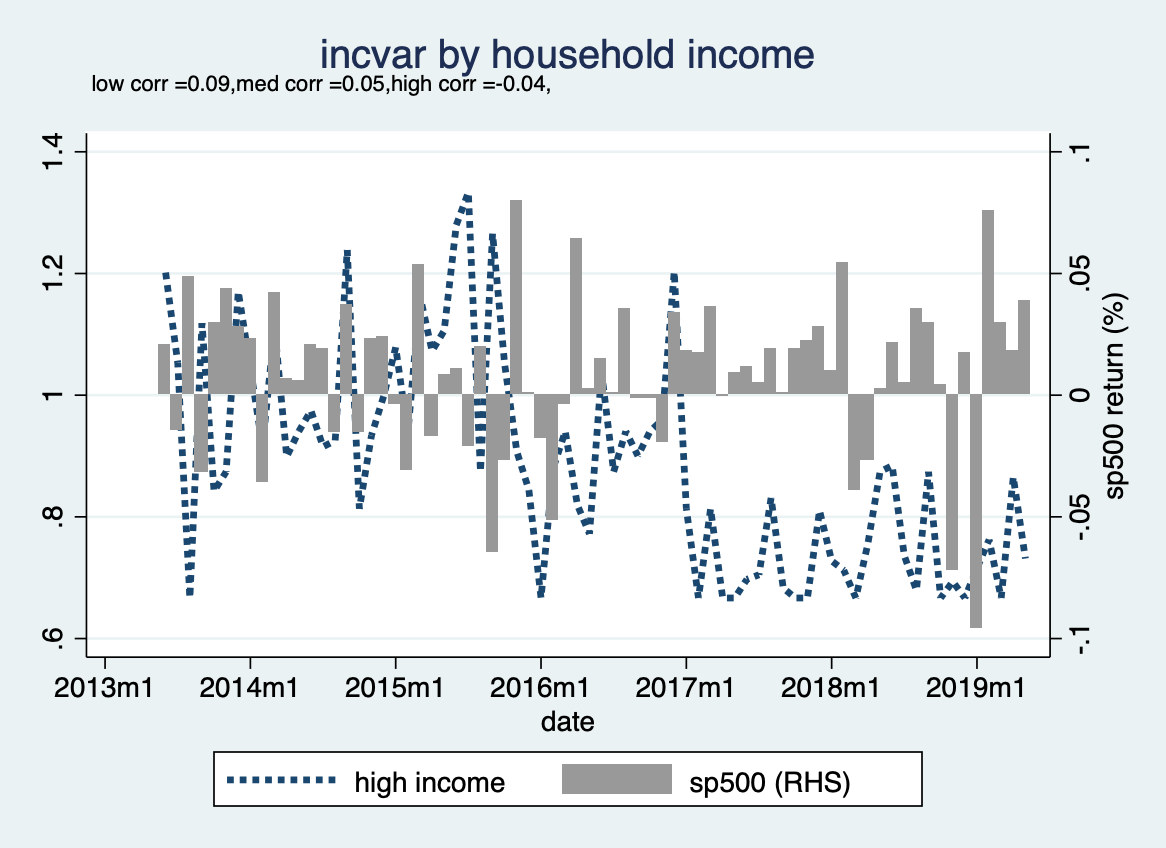 incvar by household income
low corr =0.09,med corr =0.05,high corr =-0.04,
1.4
1.2
1
.8
.6
.1
.05
0
-.05
-.1
sp500 return (%)
2013m1 2014m1 2015m1 2016m1 2017m1 2018m1 2019m1
date
high income sp500 (RHS)